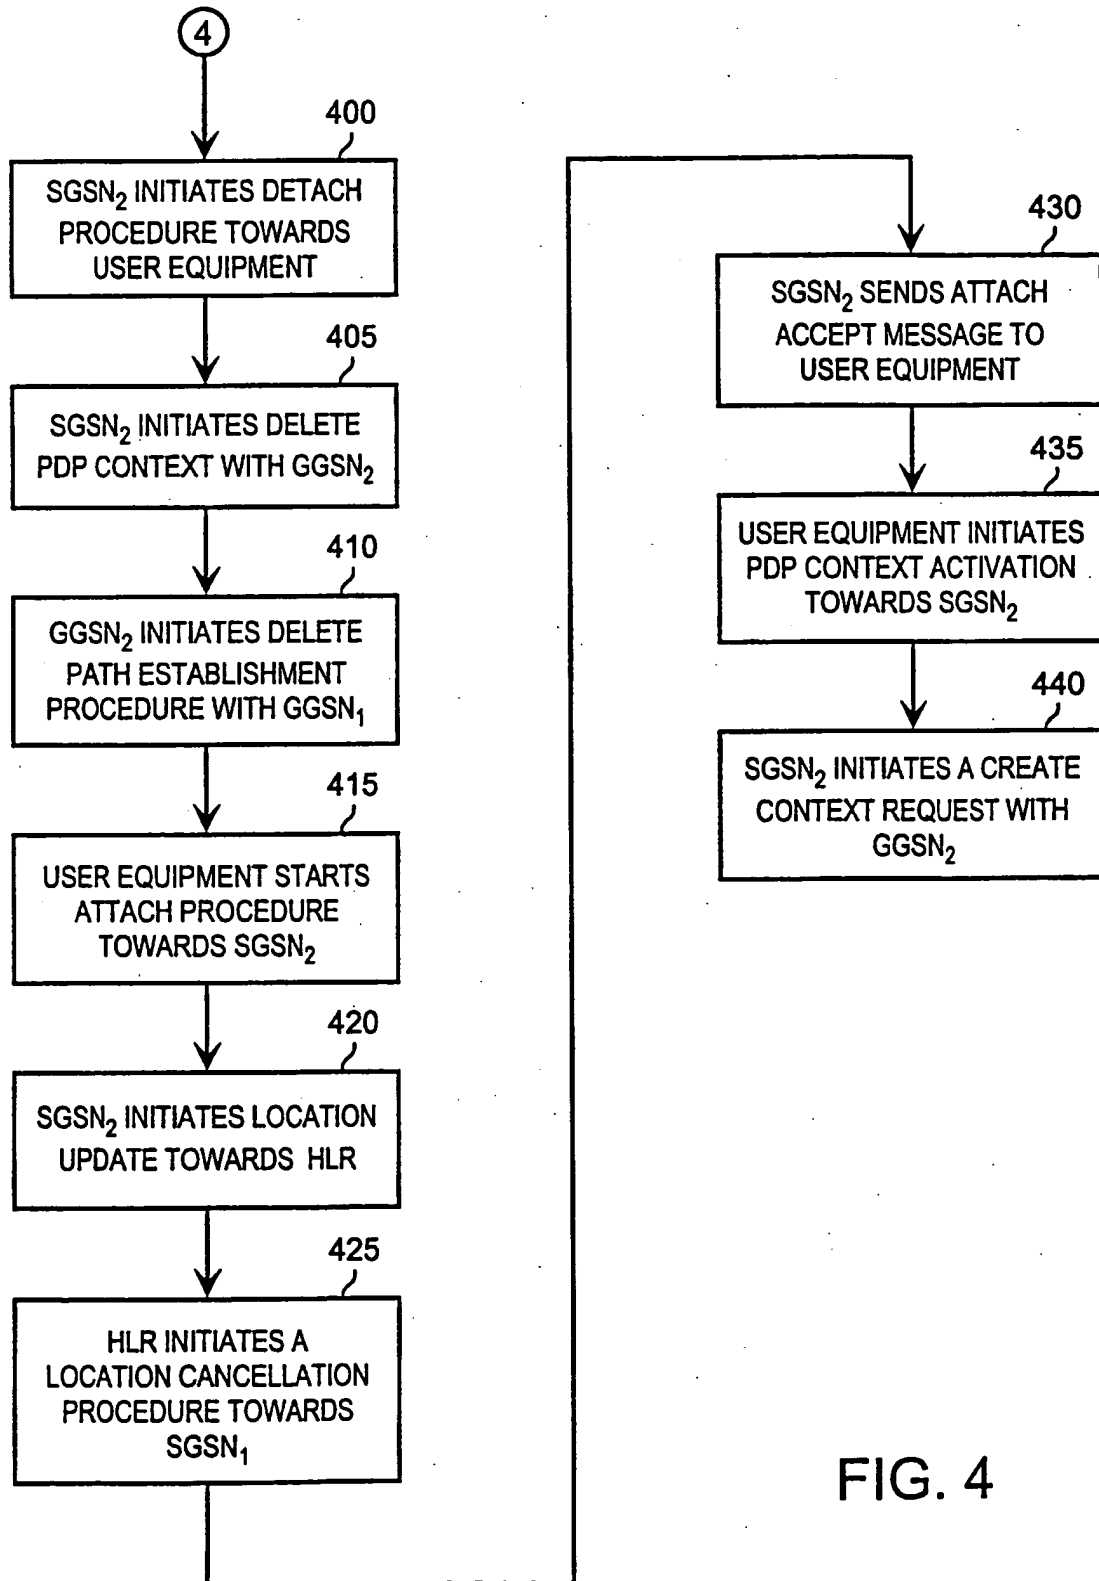 4
400
SGSN₂ INITIATES DETACH
PROCEDURE TOWARDS
USER EQUIPMENT
405
SGSN₂ INITIATES DELETE
PDP CONTEXT WITH GGSN₂
410
GGSN₂ INITIATES DELETE
PATH ESTABLISHMENT
PROCEDURE WITH GGSN₁
415
USER EQUIPMENT STARTS
ATTACH PROCEDURE
TOWARDS SGSN₂
420
SGSN₂ INITIATES LOCATION
UPDATE TOWARDS HLR
425
HLR INITIATES A
LOCATION CANCELLATION
PROCEDURE TOWARDS
SGSN₁
430
SGSN₂ SENDS ATTACH
ACCEPT MESSAGE TO
USER EQUIPMENT
435
USER EQUIPMENT INITIATES
PDP CONTEXT ACTIVATION
TOWARDS SGSN₂
440
SGSN₂ INITIATES A CREATE
CONTEXT REQUEST WITH
GGSN₂
FIG. 4